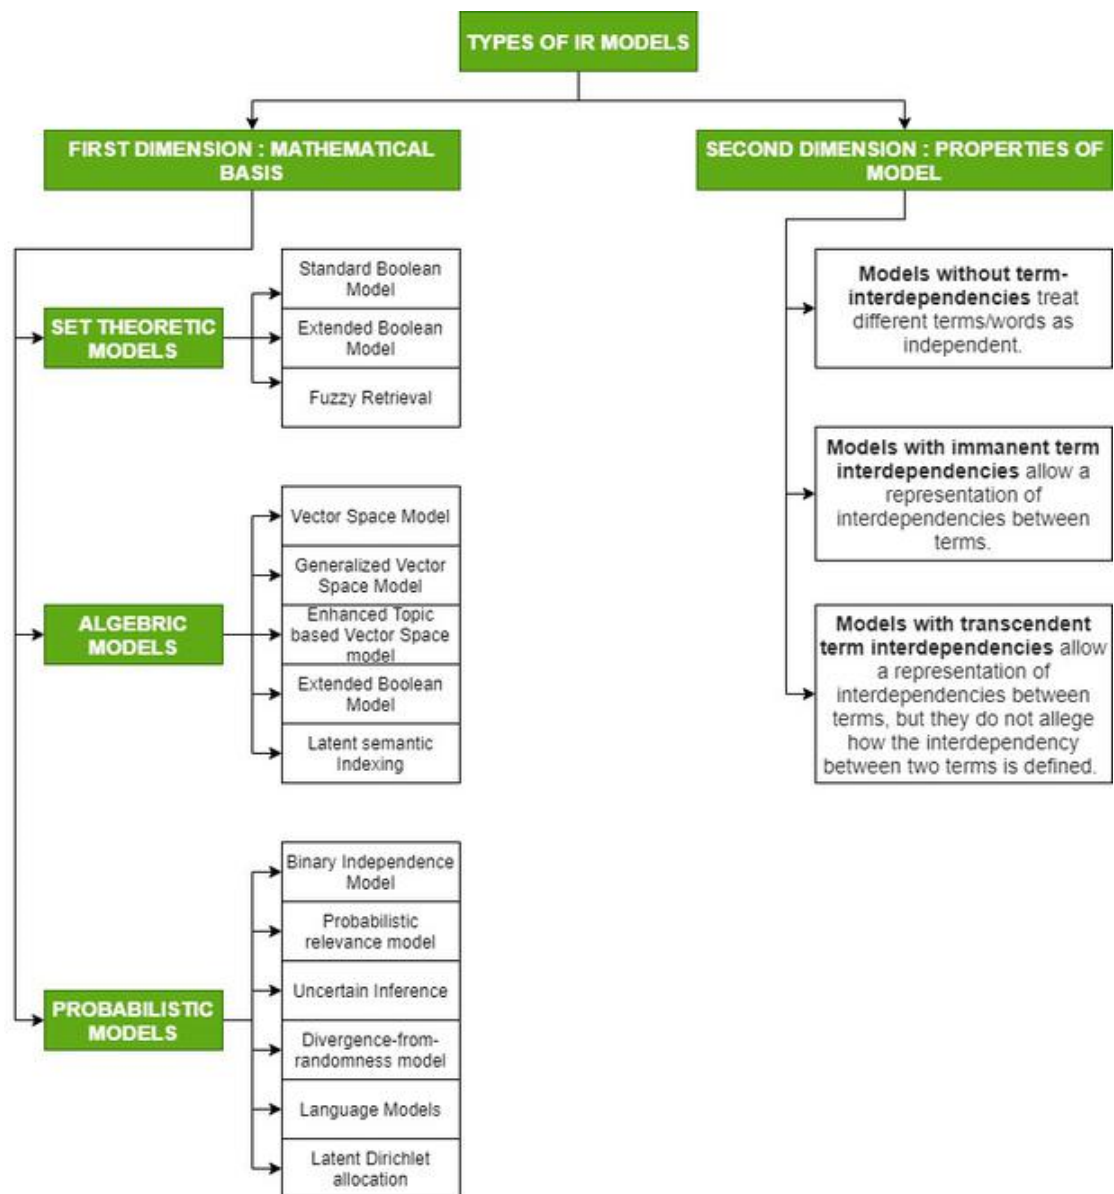 TYPES OF IR MODELS
FIRST DIMENSION : MATHEMATICAL
BASIS
SET THEORETIC
MODELS
Standard Boolean
Model
Extended Boolean
Model
Fuzzy Retrieval
ALGEBRIC
MODELS
Vector Space Model
Generalized Vector
Space Model
Enhanced Topic
based Vector Space
model
Extended Boolean
Model
Latent semantic
Indexing
PROBABILISTIC
MODELS
Binary Independence
Model
Probabilistic
relevance model
Uncertain Inference
Divergence-from-
randomness model
Language Models
Latent Dirichlet
allocation
SECOND DIMENSION : PROPERTIES OF
MODEL
Models without term-
interdependencies treat
different terms/words as
independent.
Models with immanent term
interdependencies allow a
representation of
interdependencies between
terms.
Models with transcendent
term interdependencies allow
a representation of
interdependencies between
terms, but they do not allege
how the interdependency
between two terms is defined.